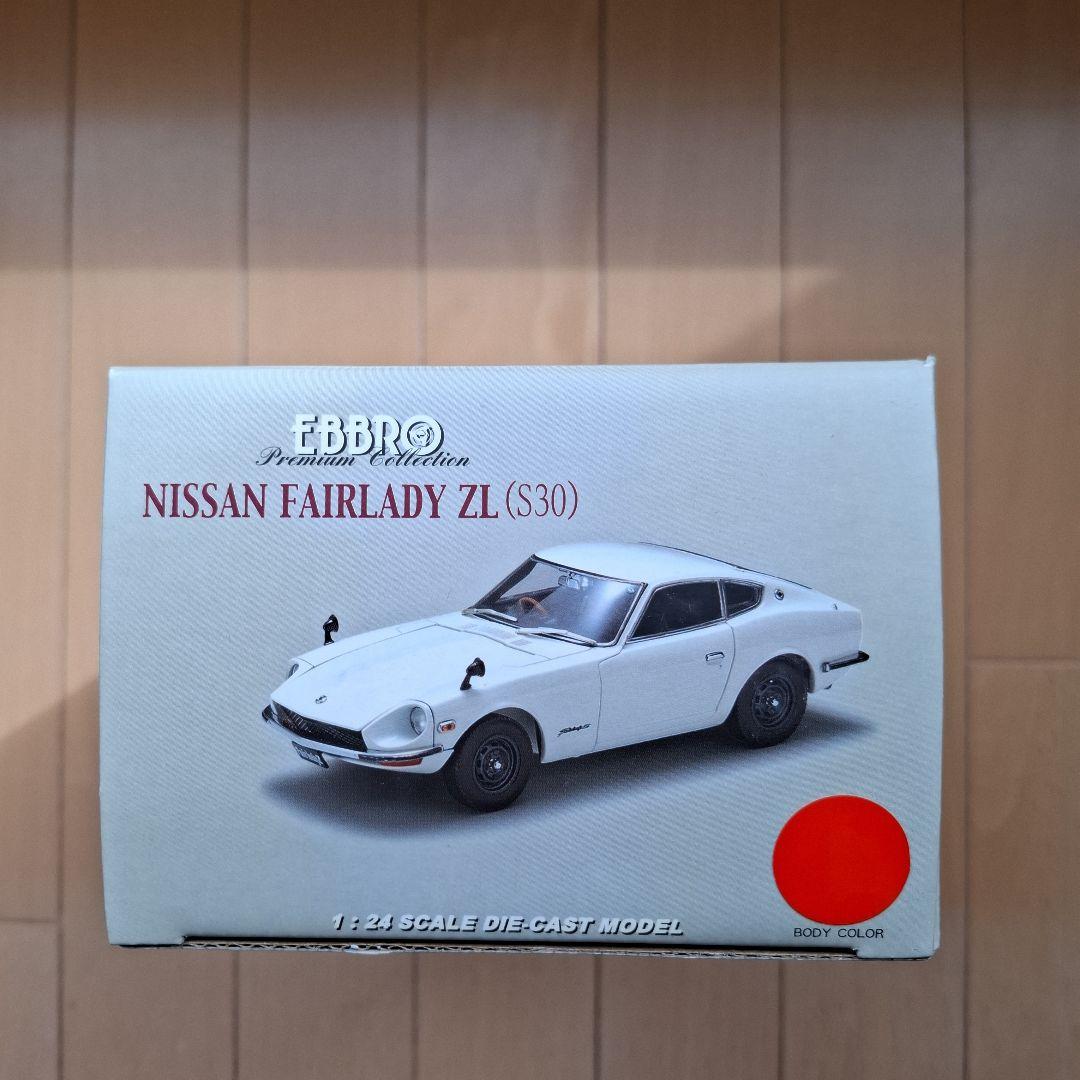 EBBRO
Premium Collection
NISSAN FAIRLADY ZL (S30)
1 : 24 SCALE DIE-CAST MODEL
BODY COLOR